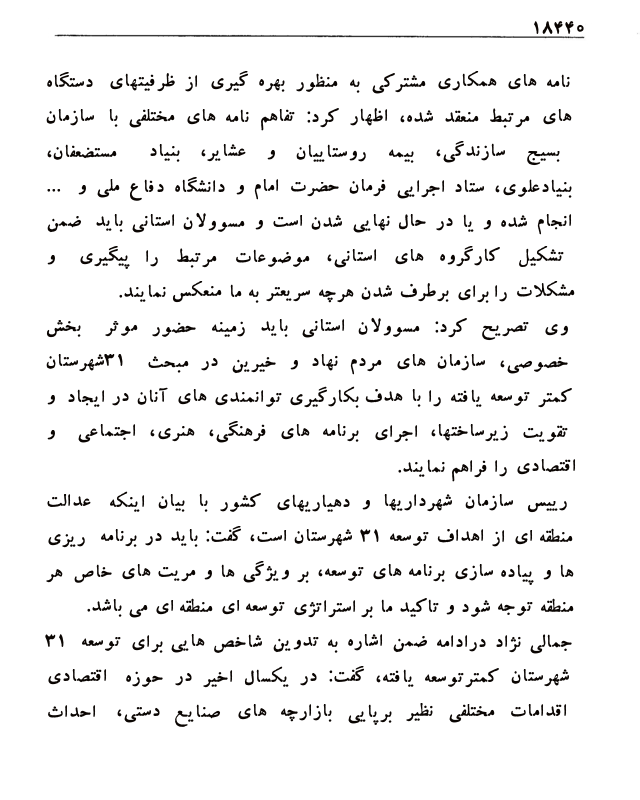 ۱۸۴۴۰
نامه های همکاری مشترکی به منظور بهره گیری از ظرفیتهای دستگاه
های مرتبط منعقد شده، اظهار کرد: تفاهم نامه های مختلفی با سازمان
بسیج سازندگی، بیمه روستاییان و عشایر، بنیاد مستضعفان،
بنیادعلوی، ستاد اجرایی فرمان حضرت امام و دانشگاه دفاع ملی و ...
انجام شده و یا در حال نهایی شدن است و مسوولان استانی باید ضمن
تشکیل کارگروه های استانی، موضوعات مرتبط را پیگیری و
مشکلات را برای برطرف شدن هرچه سریعتر به ما منعکس نمایند.
وی تصریح کرد: مسوولان استانی باید زمینه حضور موثر بخش
خصوصی، سازمان های مردم نهاد و خیرین در مبحث ۳۱شهرستان
کمتر توسعه یافته را با هدف بکارگیری توانمندی های آنان در ایجاد و
تقویت زیرساختها، اجرای برنامه های فرهنگی، هنری، اجتماعی و
اقتصادی را فراهم نمایند.
رییس سازمان شهرداریها و دهیاریهای کشور با بیان اینکه عدالت
منطقه ای از اهداف توسعه ۳۱ شهرستان است، گفت: باید در برنامه ریزی
ها و پیاده سازی برنامه های توسعه، بر ویژگی ها و مریت های خاص هر
منطقه توجه شود و تاکید ما بر استراتژی توسعه ای منطقه ای می باشد.
جمالی نژاد درادامه ضمن اشاره به تدوین شاخص هایی برای توسعه ۳۱
شهرستان کمترتوسعه یافته، گفت: در یکسال اخیر در حوزه اقتصادی
اقدامات مختلفی نظیر برپایی بازارچه های صنایع دستی، احداث